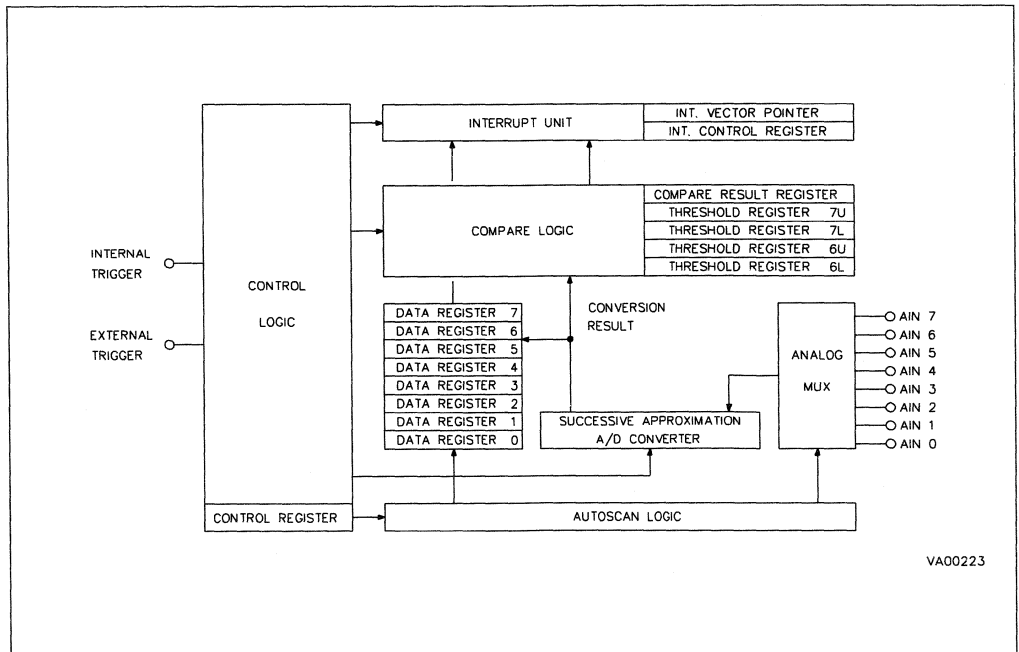 INTERRUPT UNIT
INT. VECTOR POINTER
INT. CONTROL REGISTER
COMPARE LOGIC
COMPARE RESULT REGISTER
THRESHOLD REGISTER 7U
THRESHOLD REGISTER 7L
THRESHOLD REGISTER 6U
THRESHOLD REGISTER 6L
INTERNAL
TRIGGER
EXTERNAL
TRIGGER
CONTROL
LOGIC
CONTROL REGISTER
DATA REGISTER 7
DATA REGISTER 6
DATA REGISTER 5
DATA REGISTER 4
DATA REGISTER 3
DATA REGISTER 2
DATA REGISTER 1
DATA REGISTER 0
CONVERSION
RESULT
SUCCESSIVE APPROXIMATION
A/D CONVERTER
ANALOG
MUX
AIN 7
AIN 6
AIN 5
AIN 4
AIN 3
AIN 2
AIN 1
AIN 0
AUTOSCAN LOGIC
VA00223